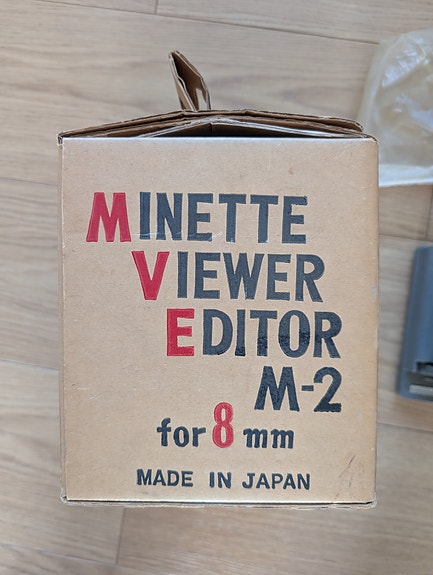 MINETTE
VIEWER
EDITOR
M-2
for 8 mm
MADE IN JAPAN